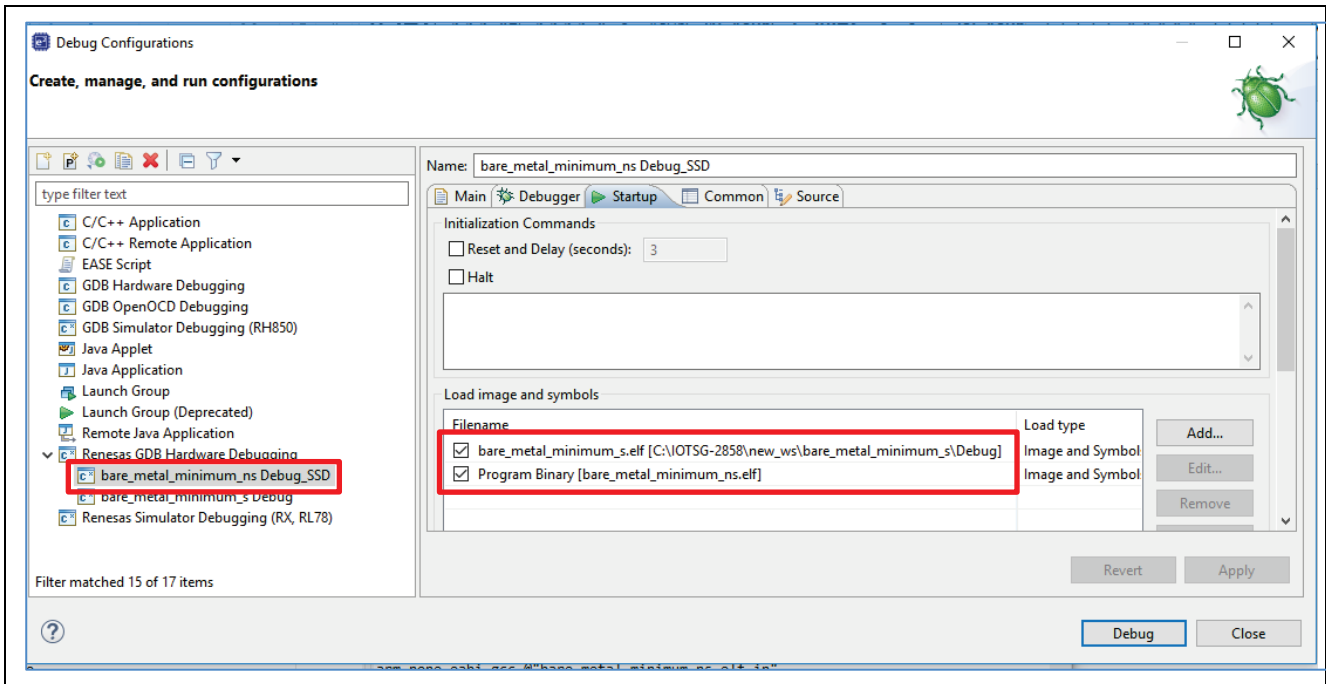 Debug Configurations
Create, manage, and run configurations
type filter text
C/C++ Application
C/C++ Remote Application
EASE Script
GDB Hardware Debugging
GDB OpenOCD Debugging
GDB Simulator Debugging (RH850)
Java Applet
Java Application
Launch Group
Launch Group (Deprecated)
Remote Java Application
Renesas GDB Hardware Debugging
bare_metal_minimum_ns Debug_SSD
bare_metal_minimum_s Debug
Renesas Simulator Debugging (RX, RL78)
Filter matched 15 of 17 items
Name: bare_metal_minimum_ns Debug_SSD
Main Debugger Startup Common Source
Initialization Commands
Reset and Delay (seconds): 3
Halt
Load image and symbols
Filename Load type
bare_metal_minimum_s.elf [C:\IOTSG-2858\new_ws\bare_metal_minimum_s\Debug] Image and Symbol
Program Binary [bare_metal_minimum_ns.elf] Image and Symbol
Add...
Edit...
Remove
Revert Apply
Debug Close